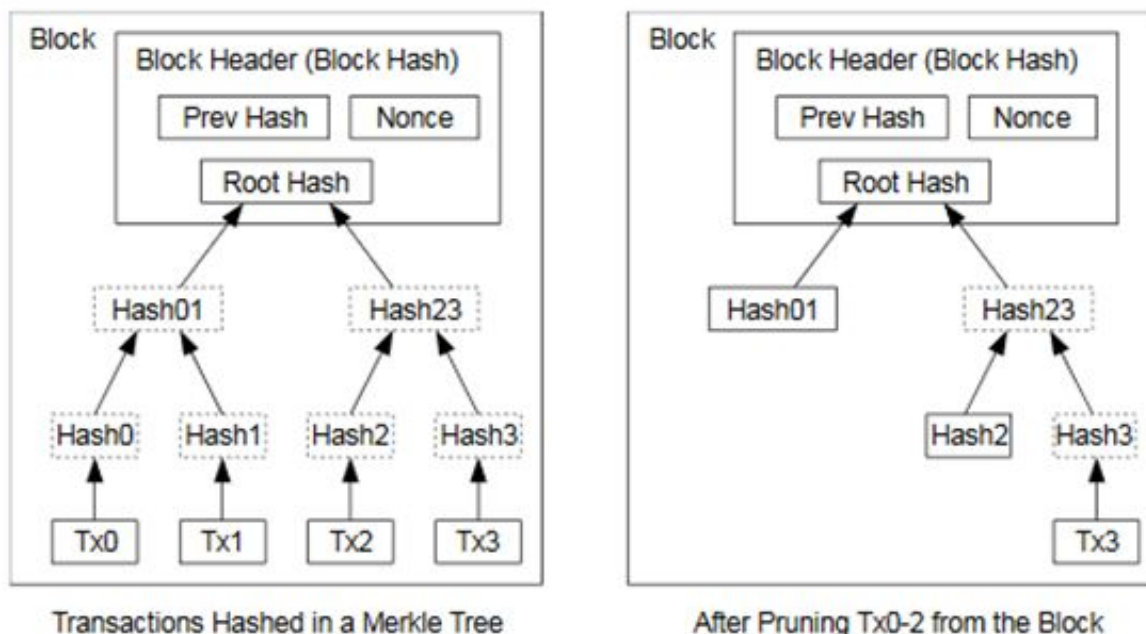 Block
Block Header (Block Hash)
Prev Hash
Nonce
Root Hash
Hash01
Hash23
Hash0
Hash1
Hash2
Hash3
Tx0
Tx1
Tx2
Tx3
Transactions Hashed in a Merkle Tree
Block
Block Header (Block Hash)
Prev Hash
Nonce
Root Hash
Hash01
Hash23
Hash2
Hash3
Tx3
After Pruning Tx0-2 from the Block